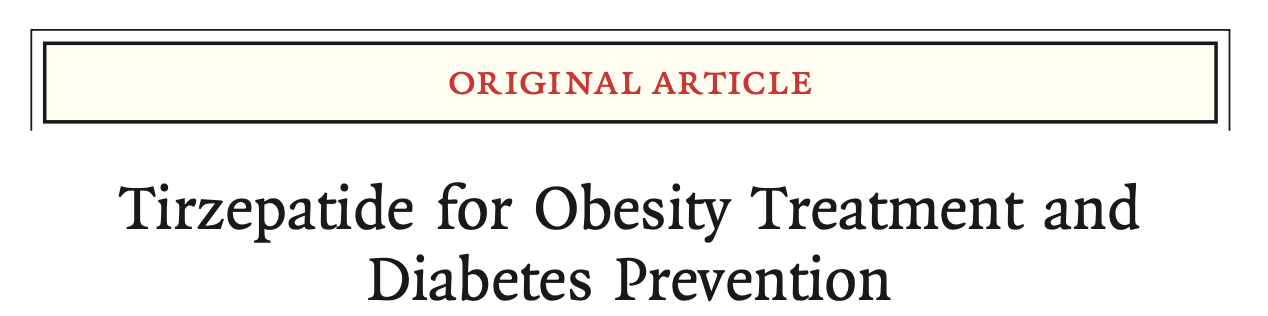 ORIGINAL ARTICLE
Tirzepatide for Obesity Treatment and
Diabetes Prevention